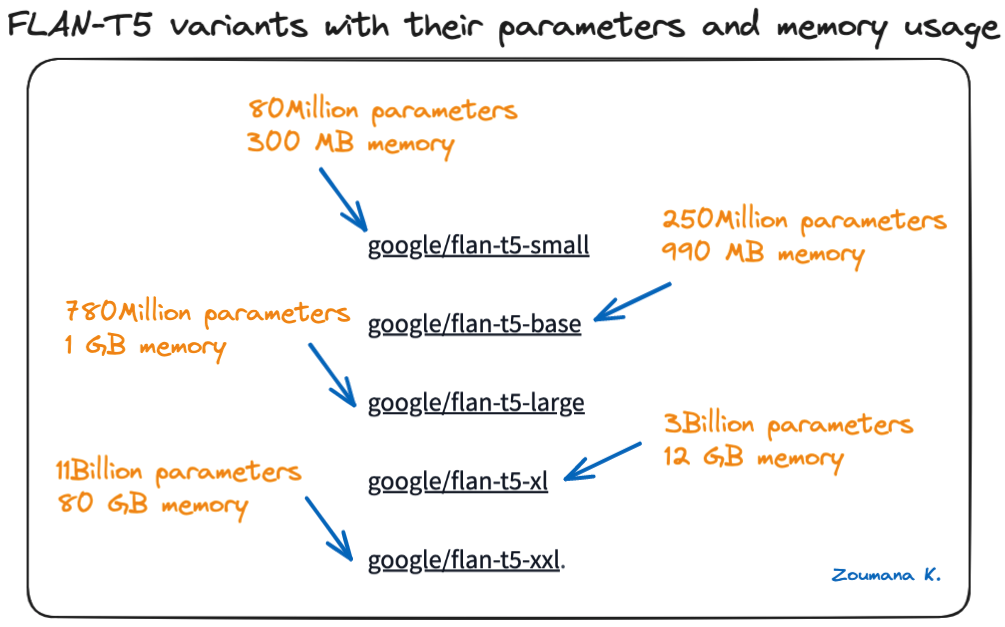 FLAN-T5 variants with their parameters and memory usage
80Million parameters
300 MB memory
google/flan-t5-small
250Million parameters
990 MB memory
google/flan-t5-base
780Million parameters
1 GB memory
google/flan-t5-large
3Billion parameters
12 GB memory
google/flan-t5-xl
11Billion parameters
80 GB memory
google/flan-t5-xxl.
Zoumana K.